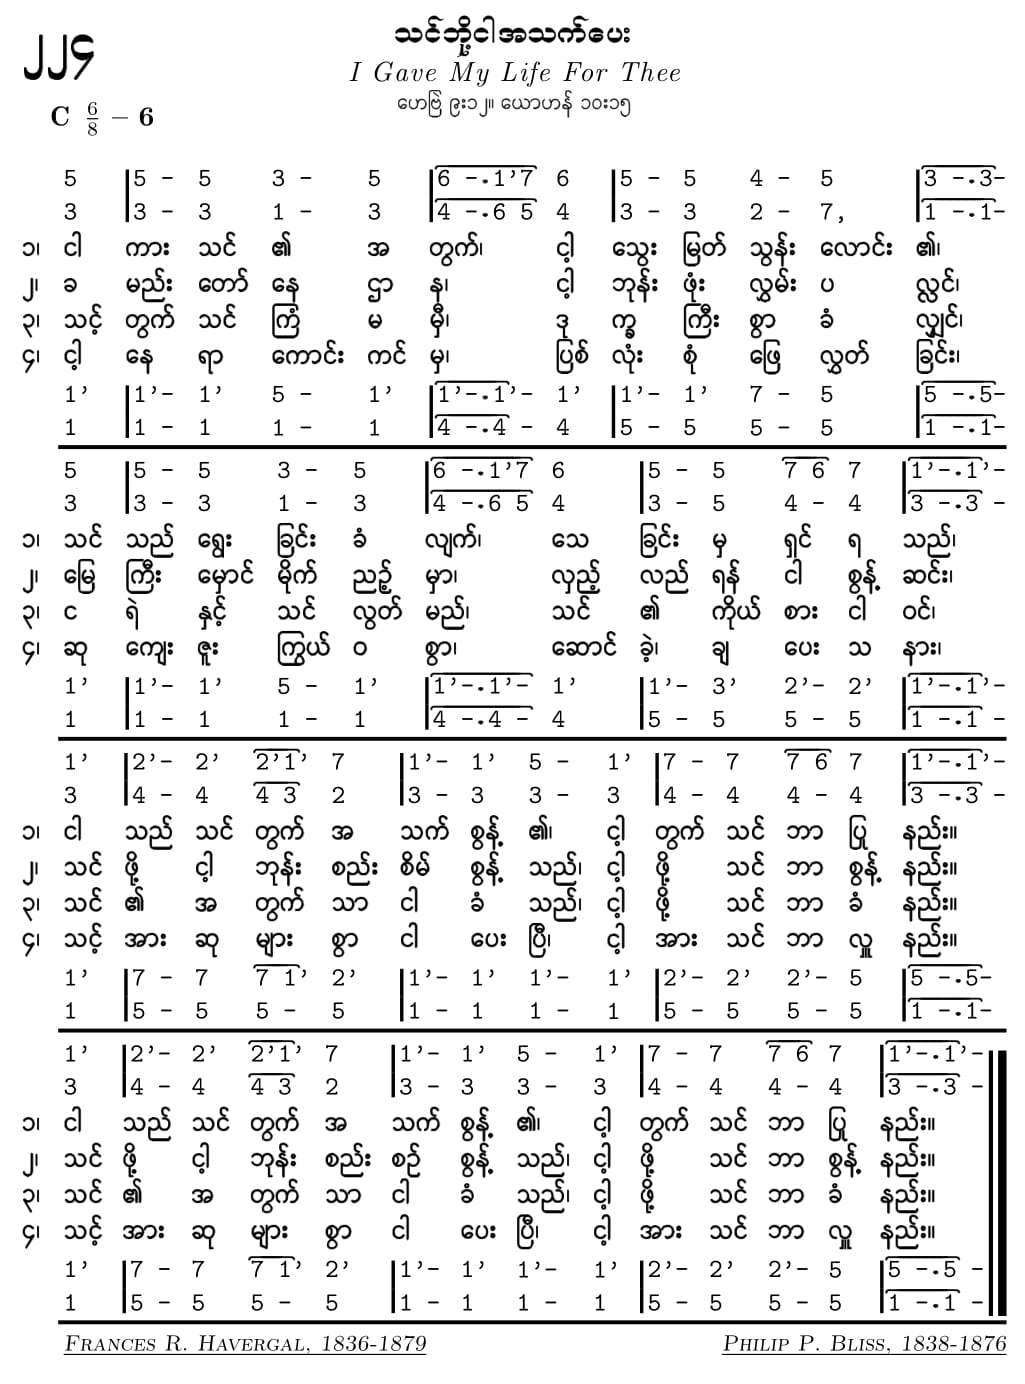 ၂၂၄
သင်ဘို့ငါအသက်ပေး
I Gave My Life For Thee
ဟေဗြဲ ၉း၁၂။ ယောဟန် ၁၀း၁၅
C 6/8 – 6
5 |5 – 5 3 – 5 |6 –.1’7 6 |5 – 5 4 – 5 |3 –.3–
3 |3 – 3 1 – 3 |4 –.6 5 4 |3 – 3 2 – 7, |1 –.1–
၁၊ ငါ ကား သင် ၏ အ တွက်၊ ငါ့ သွေး မြတ် သွန်း လောင်း ၏၊
၂၊ ခ မည်း တော် နေ ဌာ န၊ ငါ့ ဘုန်း ဖုံး လွှမ်း ပ လ္လင်၊
၃၊ သင့် တွက် သင် ကြံ မ မှီ၊ ဒု က္ခ ကြီး စွာ ခံ လျှင်၊
၄၊ ငါ့ နေ ရာ ကောင်း ကင် မှ၊ ပြစ် လုံး စုံ ဖြေ လွှတ် ခြင်း၊
1’ |1’– 1’ 5 – 1’ |1’–.1’– 1’ |1’– 1’ 7 – 5 |5 –.5–
1 |1 – 1 1 – 1 |4 –.4 – 4 |5 – 5 5 – 5 |1 –.1–
5 |5 – 5 3 – 5 |6 –.1’7 6 |5 – 5 7 6 7 |1’–.1’–
3 |3 – 3 1 – 3 |4 –.6 5 4 |3 – 5 4 – 4 |3 –.3 –
၁၊ သင် သည် ရွေး ခြင်း ခံ လျက်၊ သေ ခြင်း မှ ရှင် ရ သည်၊
၂၊ မြေ ကြီး မှောင် မိုက် ညဉ့် မှာ၊ လှည့် လည် ရန် ငါ စွန့် ဆင်း၊
၃၊ င ရဲ နှင့် သင် လွတ် မည်၊ သင် ၏ ကိုယ် စား ငါ ဝင်၊
၄၊ ဆု ကျေး ဇူး ကြွယ် ဝ စွာ၊ ဆောင် ခဲ့၊ ချ ပေး သ နား၊
1’ |1’– 1’ 5 – 1’ |1’–.1’– 1’ |1’– 3’ 2’– 2’ |1’–.1’–
1 |1 – 1 1 – 1 |4 –.4 – 4 |5 – 5 5 – 5 |1 –.1 –
1’ |2’– 2’ 2’1’ 7 |1’– 1’ 5 – 1’ |7 – 7 7 6 7 |1’–.1’–
3 |4 – 4 4 3 2 |3 – 3 3 – 3 |4 – 4 4 – 4 |3 –.3 –
၁၊ ငါ သည် သင် တွက် အ သက် စွန့် ၏၊ ငါ့ တွက် သင် ဘာ ပြု နည်း။
၂၊ သင် ဖို့ ငါ့ ဘုန်း စည်း စိမ် စွန့် သည်၊ ငါ့ ဖို့ သင် ဘာ စွန့် နည်း။
၃၊ သင် ၏ အ တွက် သာ ငါ ခံ သည်၊ ငါ့ ဖို့ သင် ဘာ ခံ နည်း။
၄၊ သင့် အား ဆု များ စွာ ငါ ပေး ပြီ၊ ငါ့ အား သင် ဘာ လှူ နည်း။
1’ |7 – 7 7 1’ 2’ |1’– 1’ 1’– 1’ |2’– 2’ 2’– 5 |5 –.5–
1 |5 – 5 5 – 5 |1 – 1 1 – 1 |5 – 5 5 – 5 |1 –.1–
1’ |2’– 2’ 2’1’ 7 |1’– 1’ 5 – 1’ |7 – 7 7 6 7 |1’–.1’–
3 |4 – 4 4 3 2 |3 – 3 3 – 3 |4 – 4 4 – 4 |3 –.3 –
၁၊ ငါ သည် သင် တွက် အ သက် စွန့် ၏၊ ငါ့ တွက် သင် ဘာ ပြု နည်း။
၂၊ သင် ဖို့ ငါ့ ဘုန်း စည်း စဉ် စွန့် သည်၊ ငါ့ ဖို့ သင် ဘာ စွန့် နည်း။
၃၊ သင် ၏ အ တွက် သာ ငါ ခံ သည်၊ ငါ့ ဖို့ သင် ဘာ ခံ နည်း။
၄၊ သင့် အား ဆု များ စွာ ငါ ပေး ပြီ၊ ငါ့ အား သင် ဘာ လှူ နည်း။
1’ |7 – 7 7 1’ 2’ |1’– 1’ 1’– 1’ |2’– 2’ 2’– 5 |5 –.5 –
1 |5 – 5 5 – 5 |1 – 1 1 – 1 |5 – 5 5 – 5 |1 –.1 –
FRANCES R. HAVERGAL, 1836-1879 PHILIP P. BLISS, 1838-1876